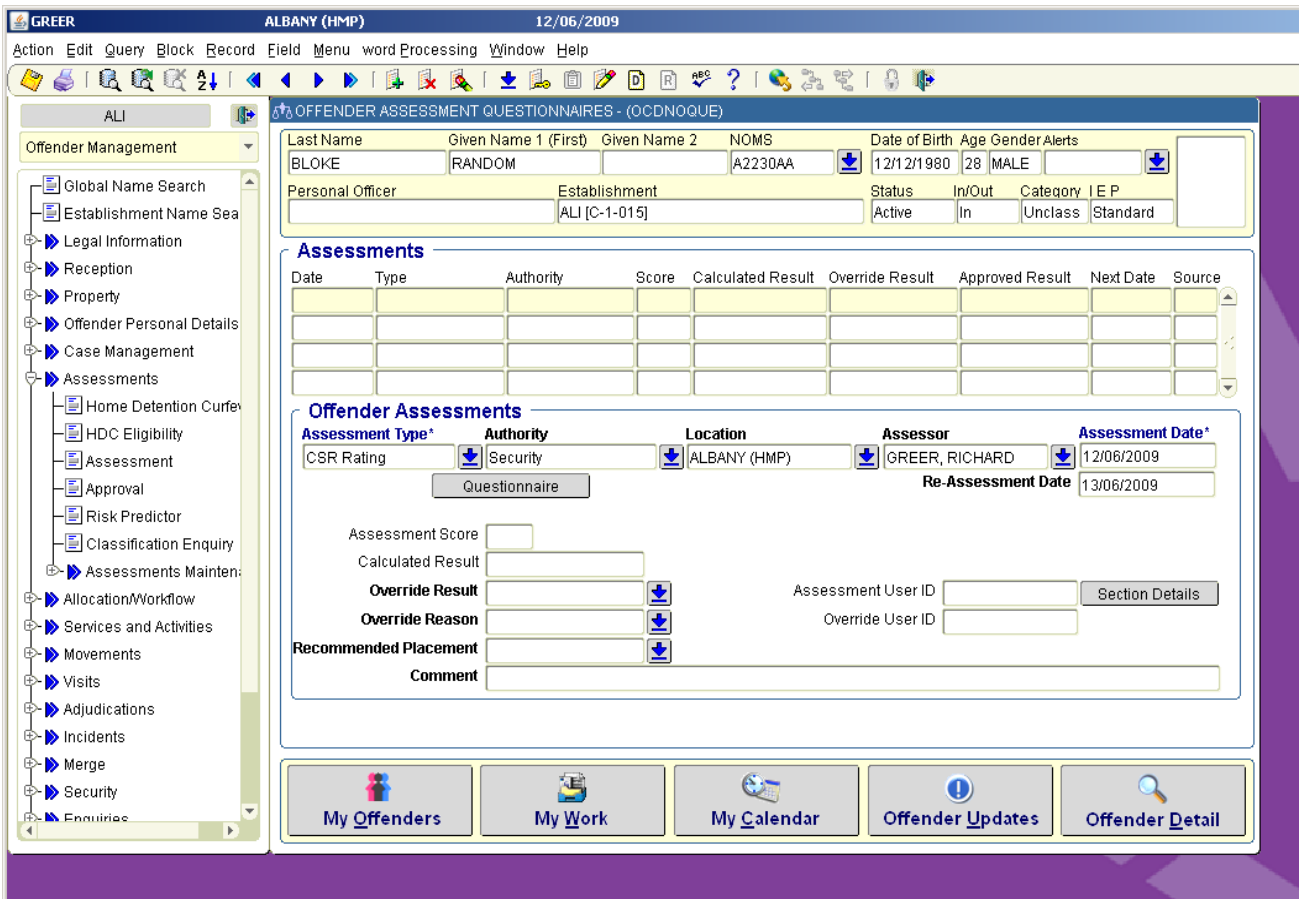 GREER ALBANY (HMP) 12/06/2009
Action Edit Query Block Record Field Menu word Processing Window Help
ALI
Offender Management
Global Name Search
Establishment Name Sea
Legal Information
Reception
Property
Offender Personal Details
Case Management
Assessments
Home Detention Curfe
HDC Eligibility
Assessment
Approval
Risk Predictor
Classification Enquiry
Assessments Mainten
Allocation/Workflow
Services and Activities
Movements
Visits
Adjudications
Incidents
Merge
Security
Enquiries
OFFENDER ASSESSMENT QUESTIONNAIRES - (OCDNOQUE)
Last Name Given Name 1 (First) Given Name 2 NOMS Date of Birth Age Gender Alerts
BLOKE RANDOM A2230AA 12/12/1980 28 MALE
Personal Officer Establishment Status In/Out Category I E P
ALI [C-1-015] Active In Unclass Standard
Assessments
Date Type Authority Score Calculated Result Override Result Approved Result Next Date Source
Offender Assessments
Assessment Type* Authority Location Assessor Assessment Date*
CSR Rating Security ALBANY (HMP) GREER, RICHARD 12/06/2009
Questionnaire Re-Assessment Date 13/06/2009
Assessment Score
Calculated Result
Override Result Assessment User ID Section Details
Override Reason Override User ID
Recommended Placement
Comment
My Offenders My Work My Calendar Offender Updates Offender Detail